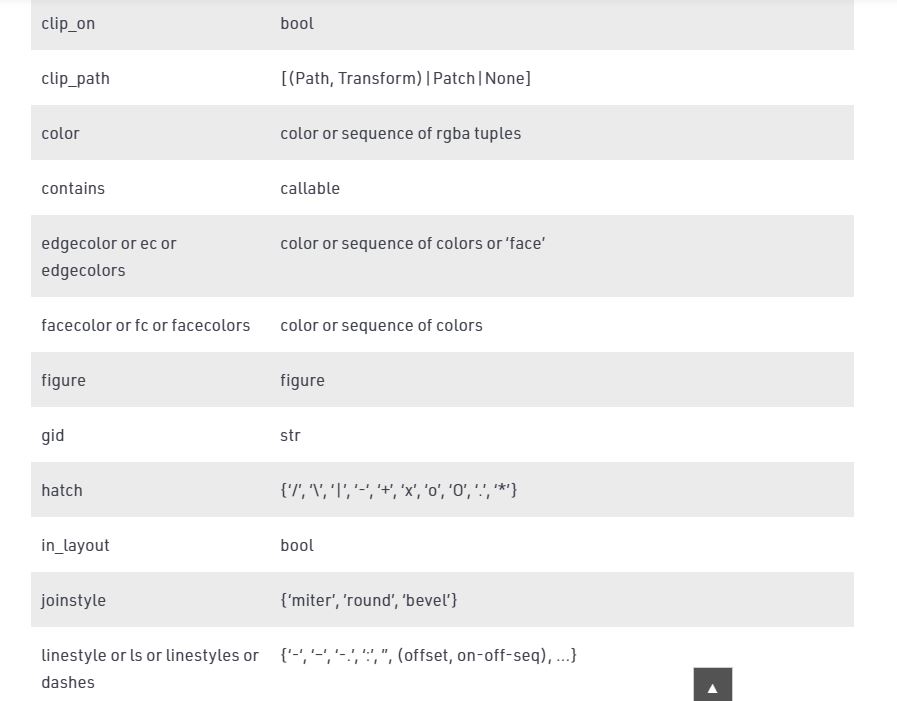 clip_on bool
clip_path [(Path, Transform)|Patch|None]
color color or sequence of rgba tuples
contains callable
edgecolor or ec or color or sequence of colors or ‘face’
edgecolors
facecolor or fc or facecolors color or sequence of colors
figure figure
gid str
hatch {‘/’, ‘\’, ‘|’, ‘-’, ‘+’, ‘x’, ‘o’, ‘O’, ‘.’, ‘*’}
in_layout bool
joinstyle {‘miter’, ‘round’, ‘bevel’}
linestyle or ls or linestyles or {‘-‘, ‘–‘, ‘-.’, ‘:’, ”, (offset, on-off-seq), …}
dashes